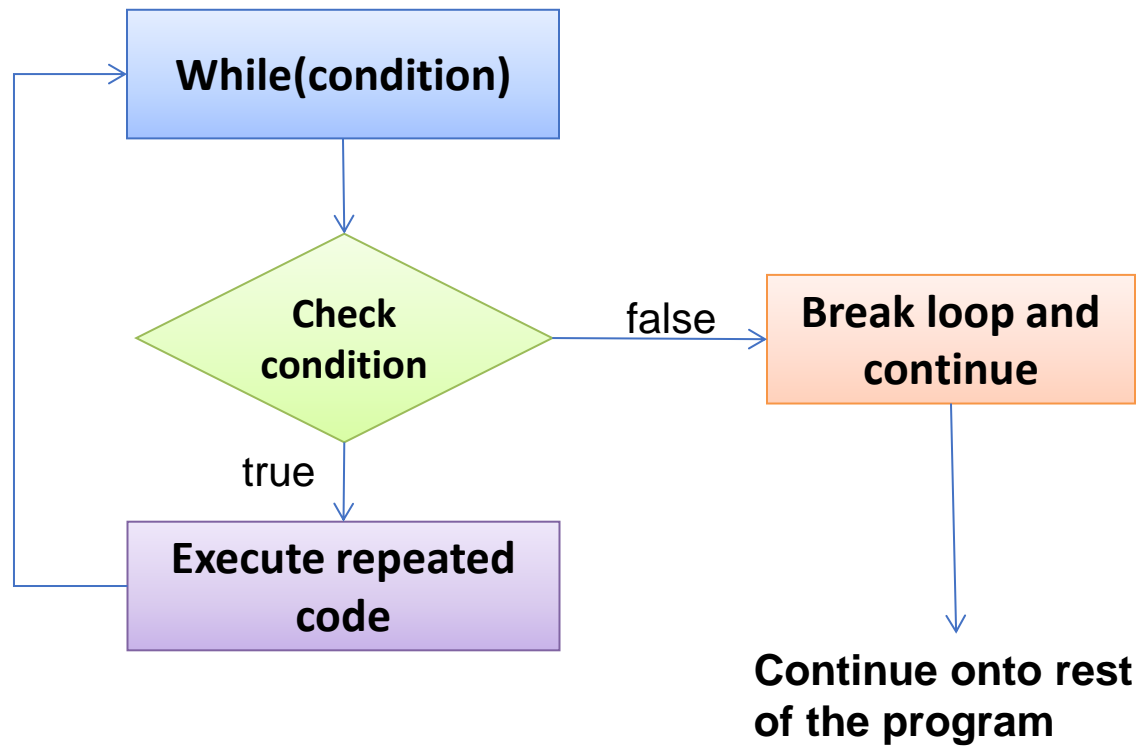 While(condition)
Check
condition
false
Break loop and
continue
true
Execute repeated
code
Continue onto rest
of the program